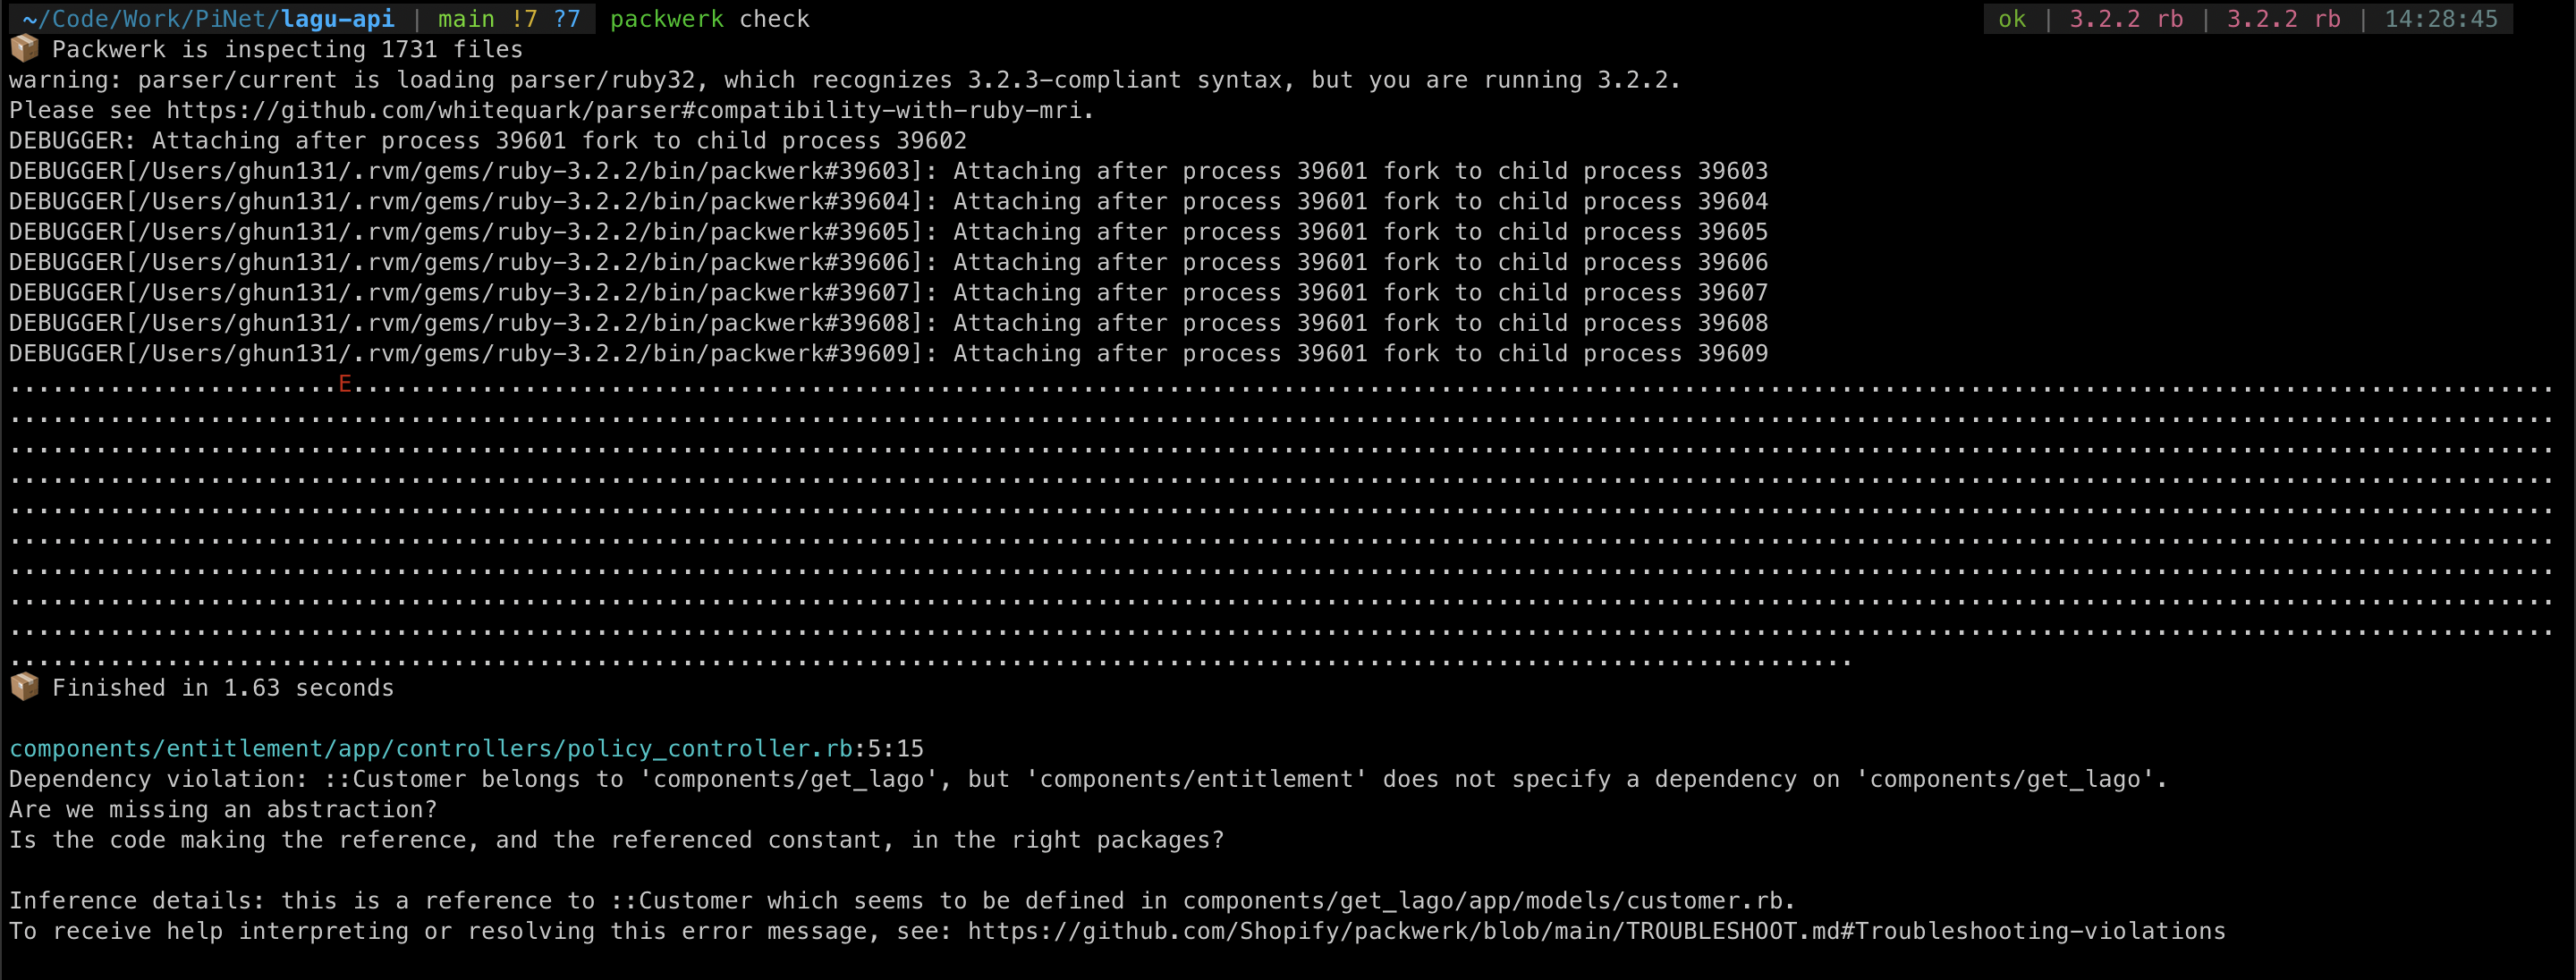 ~/Code/Work/PiNet/lagu-api | main !7 ?7 packwerk check ok | 3.2.2 rb | 3.2.2 rb | 14:28:45
📦 Packwerk is inspecting 1731 files
warning: parser/current is loading parser/ruby32, which recognizes 3.2.3-compliant syntax, but you are running 3.2.2.
Please see https://github.com/whitequark/parser#compatibility-with-ruby-mri.
DEBUGGER: Attaching after process 39601 fork to child process 39602
DEBUGGER[/Users/ghun131/.rvm/gems/ruby-3.2.2/bin/packwerk#39603]: Attaching after process 39601 fork to child process 39603
DEBUGGER[/Users/ghun131/.rvm/gems/ruby-3.2.2/bin/packwerk#39604]: Attaching after process 39601 fork to child process 39604
DEBUGGER[/Users/ghun131/.rvm/gems/ruby-3.2.2/bin/packwerk#39605]: Attaching after process 39601 fork to child process 39605
DEBUGGER[/Users/ghun131/.rvm/gems/ruby-3.2.2/bin/packwerk#39606]: Attaching after process 39601 fork to child process 39606
DEBUGGER[/Users/ghun131/.rvm/gems/ruby-3.2.2/bin/packwerk#39607]: Attaching after process 39601 fork to child process 39607
DEBUGGER[/Users/ghun131/.rvm/gems/ruby-3.2.2/bin/packwerk#39608]: Attaching after process 39601 fork to child process 39608
DEBUGGER[/Users/ghun131/.rvm/gems/ruby-3.2.2/bin/packwerk#39609]: Attaching after process 39601 fork to child process 39609
.......................E..........
📦 Finished in 1.63 seconds
components/entitlement/app/controllers/policy_controller.rb:5:15
Dependency violation: ::Customer belongs to 'components/get_lago', but 'components/entitlement' does not specify a dependency on 'components/get_lago'.
Are we missing an abstraction?
Is the code making the reference, and the referenced constant, in the right packages?
Inference details: this is a reference to ::Customer which seems to be defined in components/get_lago/app/models/customer.rb.
To receive help interpreting or resolving this error message, see: https://github.com/Shopify/packwerk/blob/main/TROUBLESHOOT.md#Troubleshooting-violations